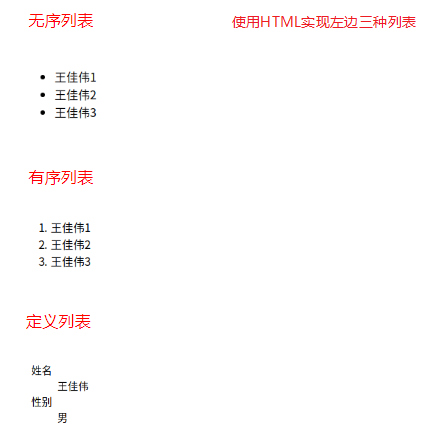 无序列表
使用HTML实现左边三种列表
• 王佳伟1
• 王佳伟2
• 王佳伟3
有序列表
1. 王佳伟1
2. 王佳伟2
3. 王佳伟3
定义列表
姓名
王佳伟
性别
男